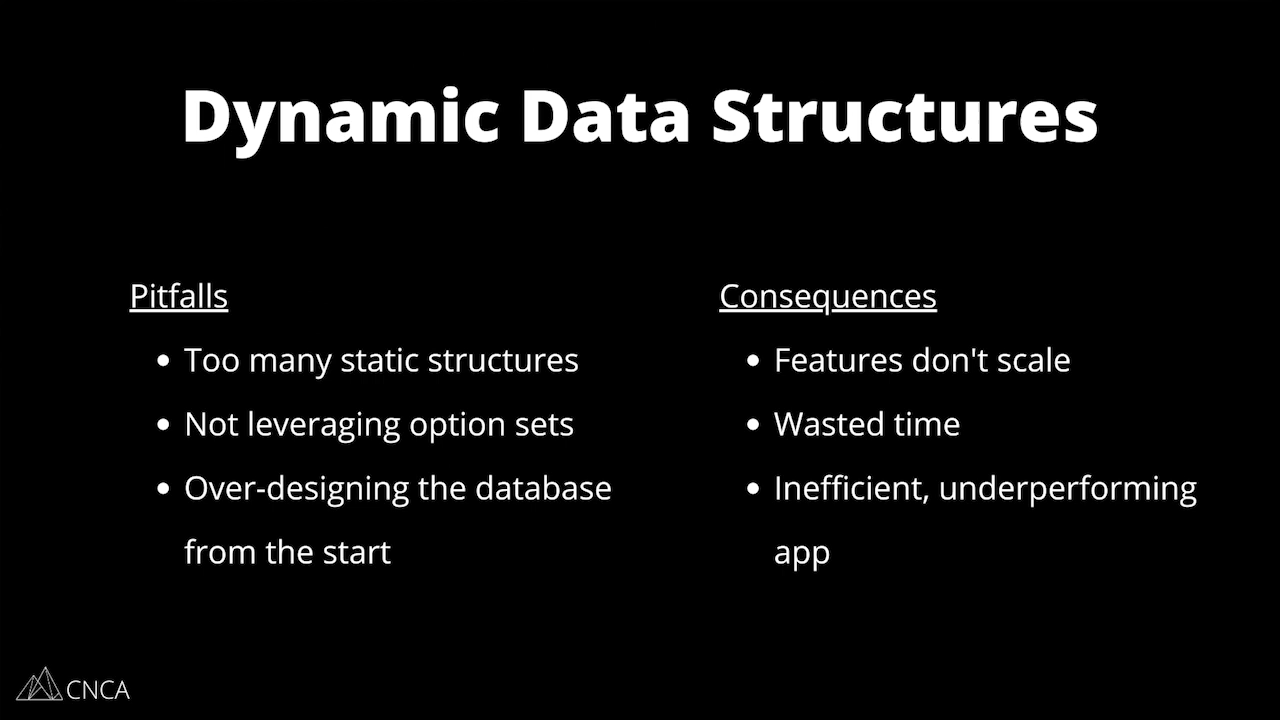 Dynamic Data Structures
Pitfalls
• Too many static structures
• Not leveraging option sets
• Over-designing the database
from the start
Consequences
• Features don't scale
• Wasted time
• Inefficient, underperforming
app
CNCA